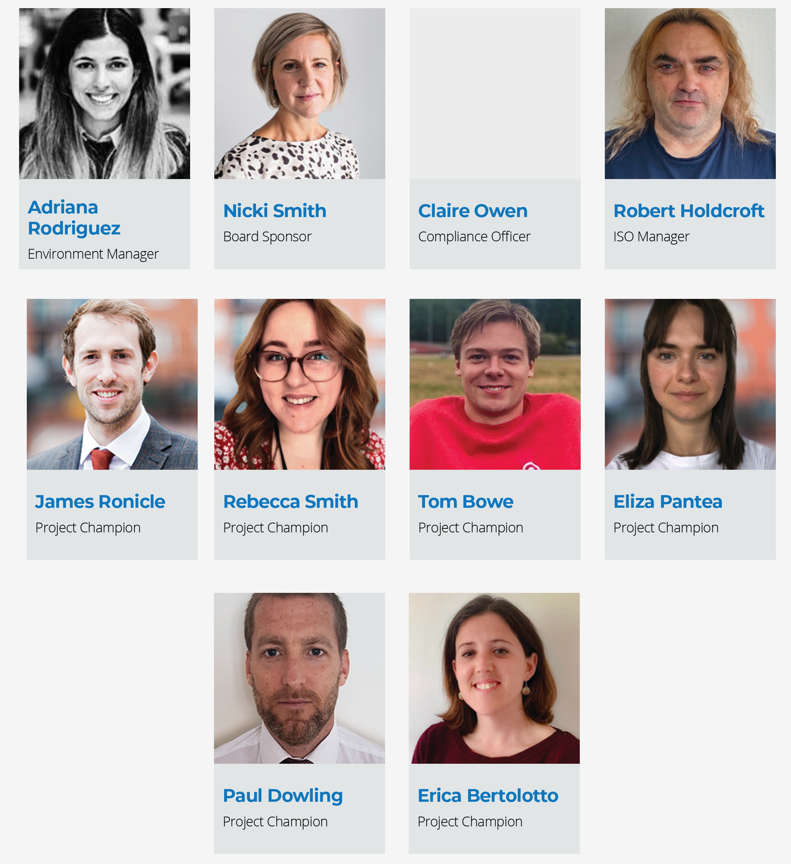 Adriana
Rodriguez
Environment Manager
Nicki Smith
Board Sponsor
Claire Owen
Compliance Officer
Robert Holdcroft
ISO Manager
James Ronicle
Project Champion
Rebecca Smith
Project Champion
Tom Bowe
Project Champion
Eliza Pantea
Project Champion
Paul Dowling
Project Champion
Erica Bertolotto
Project Champion